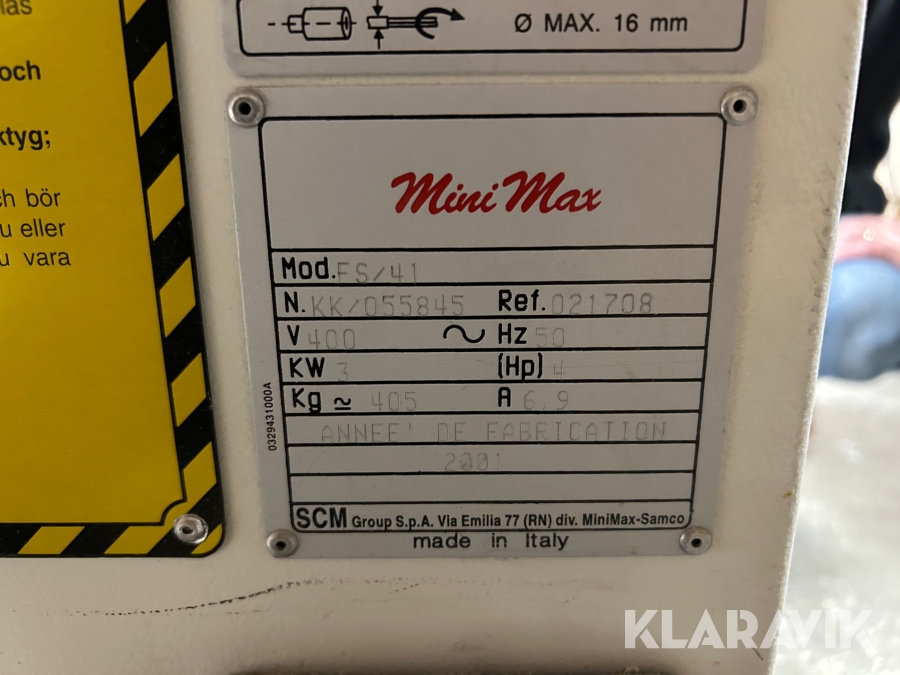 las
och
ktyg;
ch bör
u eller
u vara
Ø MAX. 16 mm
MiniMax
Mod. FS/41
N. KK/055845 Ref. 021708
V 400 ~ Hz 50
KW 3 (Hp) 4
Kg ≃ 405 A 6,9
ANNEE' DE FABRICATION
2001
0329431000A
SCM Group S.p.A. Via Emilia 77 (RN) div. MiniMax-Samco
made in Italy
KLARAVIK